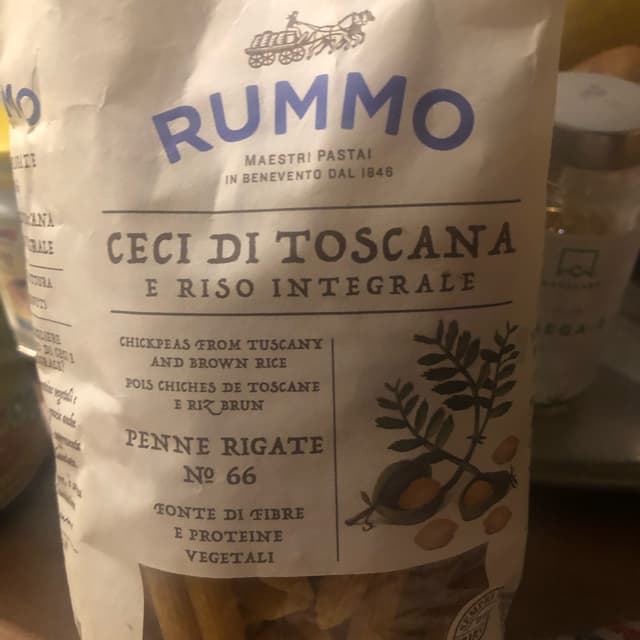 RUMMO
MAESTRI PASTAI
IN BENEVENTO DAL 1846
CECI DI TOSCANA
E RISO INTEGRALE
CHICKPEAS FROM TUSCANY
AND BROWN RICE
POIS CHICHES DE TOSCANE
E RIZ BRUN
PENNE RIGATE
Nº 66
FONTE DI FIBRE
E PROTEINE
VEGETALI